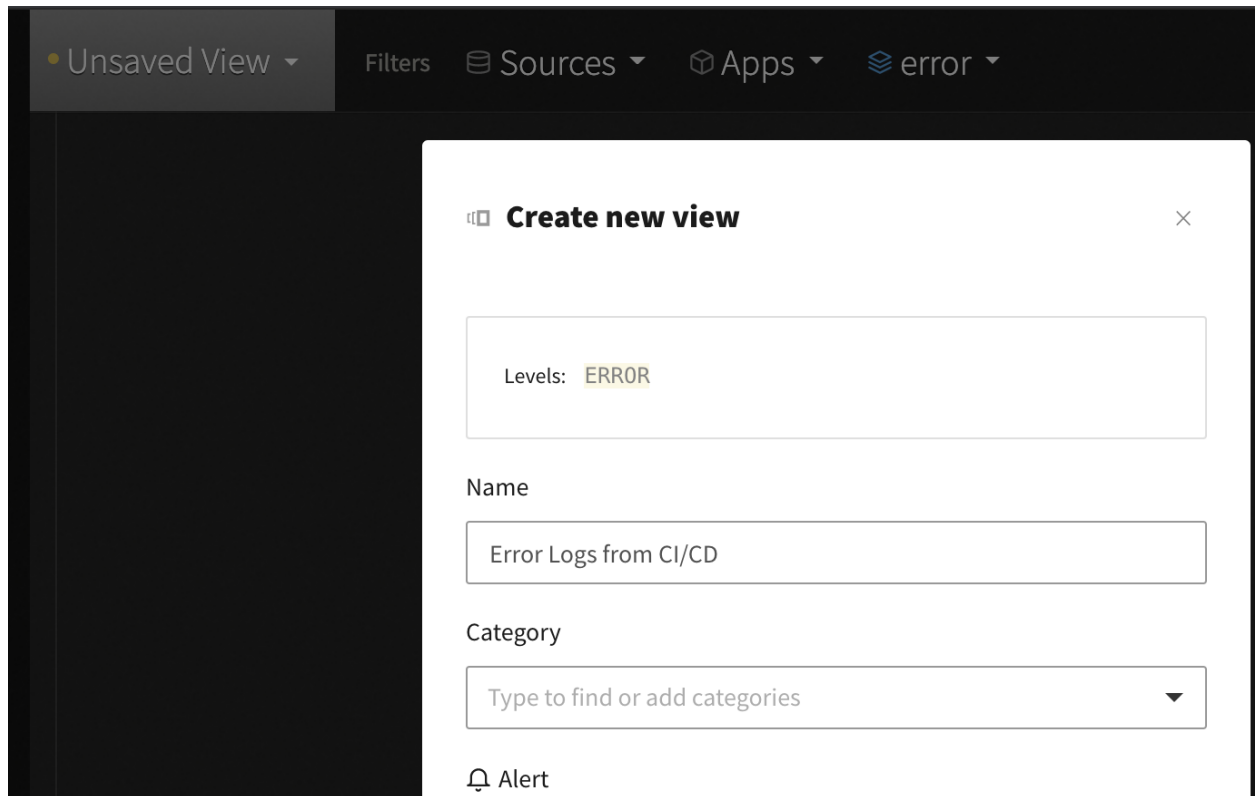 Unsaved View Filters Sources Apps error
Create new view
Levels: ERROR
Name
Error Logs from CI/CD
Category
Type to find or add categories
Alert